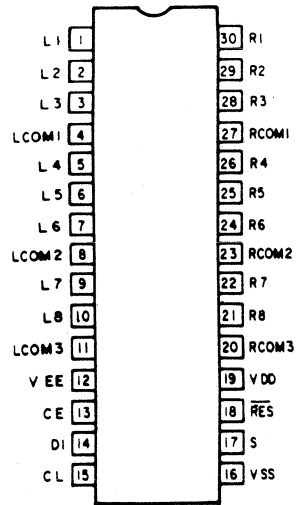 L1 1 30 R1
L2 2 29 R2
L3 3 28 R3
LCOM1 4 27 RCOM1
L4 5 26 R4
L5 6 25 R5
L6 7 24 R6
LCOM2 8 23 RCOM2
L7 9 22 R7
L8 10 21 R8
LCOM3 11 20 RCOM3
VEE 12 19 VDD
CE 13 18 R̅E̅S̅
DI 14 17 S
CL 15 16 VSS